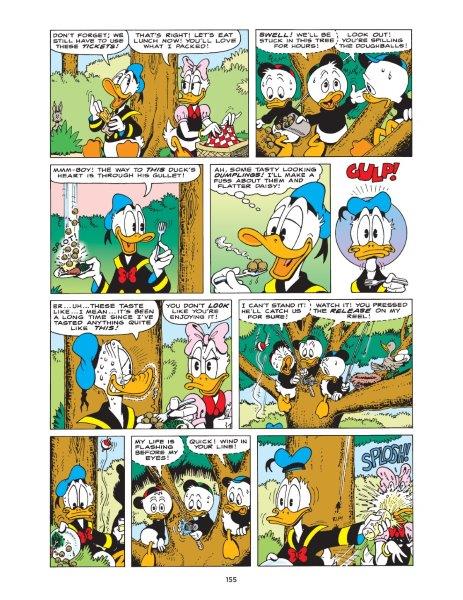 DON'T FORGET; WE
STILL HAVE TO USE
THESE TICKETS!
THAT'S RIGHT! LET'S EAT
LUNCH NOW! YOU'LL LOVE
WHAT I PACKED!
SWELL! WE'LL BE
STUCK IN THIS TREE
FOR HOURS!
LOOK OUT!
YOU'RE SPILLING
THE DOUGHBALLS!
MMM-BOY! THE WAY TO THIS DUCK'S
HEART IS THROUGH HIS GULLET!
PLOT!
AH, SOME TASTY LOOKING
DUMPLINGS! I'LL MAKE A
FUSS ABOUT THEM AND
FLATTER DAISY!
GULP!
ER...UH...THESE TASTE
LIKE...I MEAN...IT'S BEEN
A LONG TIME SINCE I'VE
TASTED ANYTHING QUITE
LIKE THIS!
YOU DON'T LOOK
LIKE YOU'RE
ENJOYING IT!
I CAN'T STAND IT!
HE'LL CATCH US
FOR SURE!
WATCH IT! YOU PRESSED
THE RELEASE ON MY
REEL!
MY LIFE IS
FLASHING
BEFORE MY
EYES!
QUICK! WIND IN
YOUR LINE!
RIP!
SPLOSH!!
155